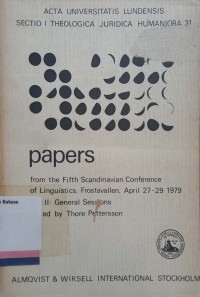 ACTA UNIVERSITATIS LUNDENSIS
SECTIO I THEOLOGICA JURIDICA HUMANIORA 31
papers
from the Fifth Scandinavian Conference
of Linguistics, Frostavallen, April 27-29 1979
II: General Sessions
by Thore Pettersson
Bahasa
ALMQVIST & WIKSELL INTERNATIONAL STOCKHOLM